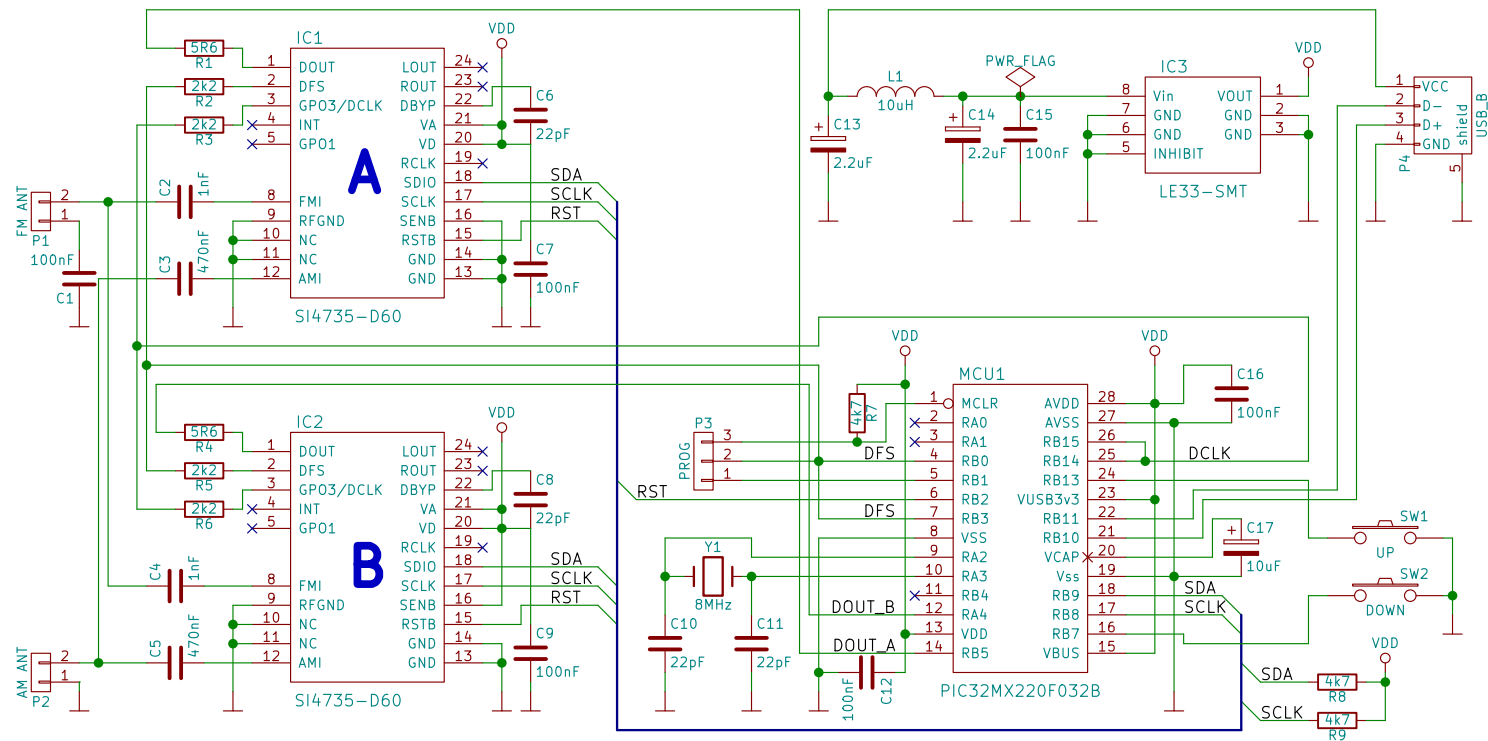 IC1
5R6
R1
2k2
R2
2k2
R3
1 DOUT
2 DFS
3 GPO3/DCLK
4 INT
5 GPO1
8 FMI
9 RFGND
10 NC
11 NC
12 AMI
LOUT 24
ROUT 23
DBYP 22
VA 21
VD 20
RCLK 19
SDIO 18
SCLK 17
SENB 16
RSTB 15
GND 14
GND 13
A
SI4735-D60
VDD
C6
22pF
C7
100nF
SDA
SCLK
RST
FM ANT
2
1
P1
100nF
C1
C2
1nF
C3
470nF
IC2
5R6
R4
2k2
R5
2k2
R6
1 DOUT
2 DFS
3 GPO3/DCLK
4 INT
5 GPO1
8 FMI
9 RFGND
10 NC
11 NC
12 AMI
LOUT 24
ROUT 23
DBYP 22
VA 21
VD 20
RCLK 19
SDIO 18
SCLK 17
SENB 16
RSTB 15
GND 14
GND 13
B
SI4735-D60
VDD
C8
22pF
C9
100nF
SDA
SCLK
RST
AM ANT
2
1
P2
C4
1nF
C5
470nF
L1
10uH
PWR_FLAG
+
C13
2.2uF
+
C14
2.2uF
C15
100nF
IC3
8 Vin
7 GND
6 GND
5 INHIBIT
VOUT 1
GND 2
GND 3
LE33-SMT
VDD
1 VCC
2 D-
3 D+
4 GND
shield
5
USB_B
P4
VDD
4k7
R7
P3
PROG
3
2
1
DFS
RST
DFS
Y1
8MHz
C10
22pF
C11
22pF
DOUT_B
DOUT_A
100nF
C12
MCU1
1 MCLR
2 RA0
3 RA1
4 RB0
5 RB1
6 RB2
7 RB3
8 VSS
9 RA2
10 RA3
11 RB4
12 RA4
13 VDD
14 RB5
AVDD 28
AVSS 27
RB15 26
RB14 25
RB13 24
VUSB3v3 23
RB11 22
RB10 21
VCAP 20
Vss 19
RB9 18
RB8 17
RB7 16
VBUS 15
PIC32MX220F032B
VDD
C16
100nF
DCLK
+
C17
10uF
SDA
SCLK
SW1
UP
SW2
DOWN
VDD
SDA
4k7
R8
SCLK
4k7
R9